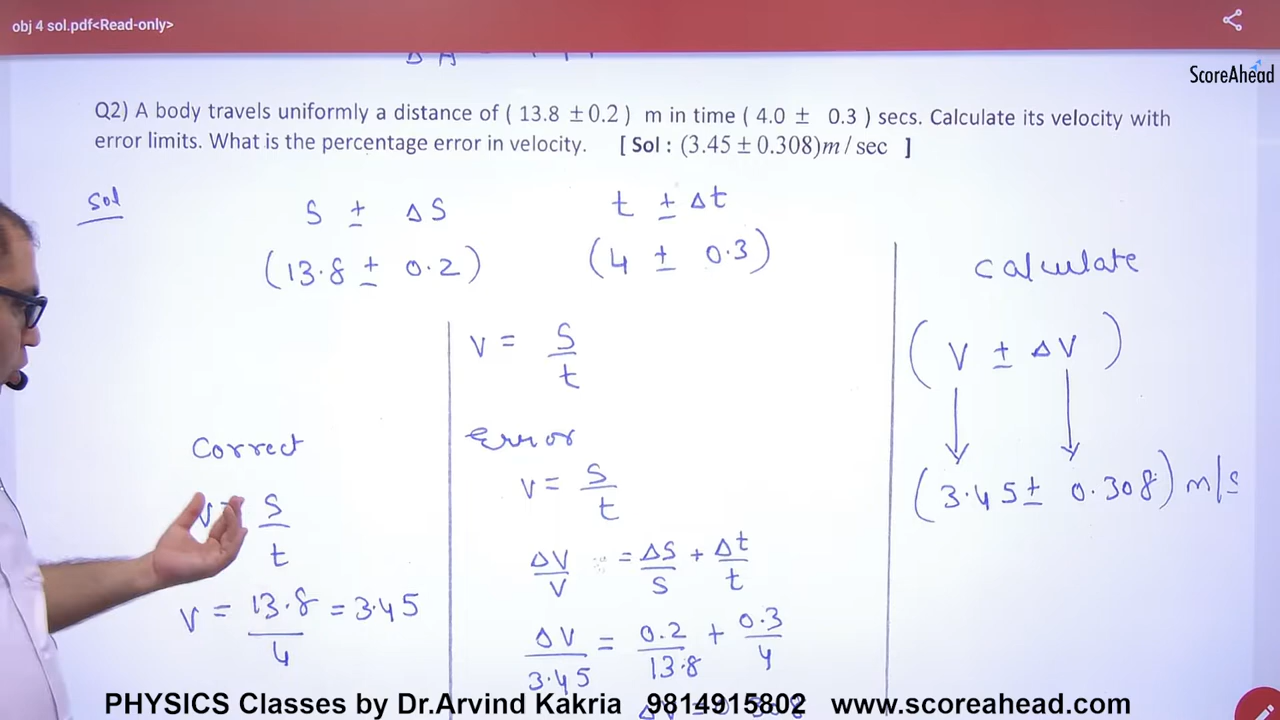 obj 4 sol.pdf<Read-only>
ScoreAhead
Q2) A body travels uniformly a distance of ( 13.8 ±0.2 ) m in time ( 4.0 ± 0.3 ) secs. Calculate its velocity with
error limits. What is the percentage error in velocity. [ Sol : (3.45±0.308)m/sec ]
Sol
S ± ΔS
t ± Δt
(13.8 ± 0.2)
(4 ± 0.3)
Correct
V = S/t
V = 13.8/4 = 3.45
V = S/t
Error
V = S/t
ΔV/V = ΔS/S + Δt/t
ΔV/3.45 = 0.2/13.8 + 0.3/4
Calculate
(V ± ΔV)
(3.45 ± 0.308) m/s
PHYSICS Classes by Dr.Arvind Kakria 9814915802 www.scoreahead.com